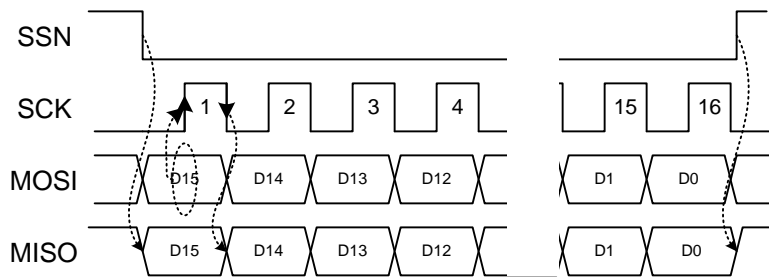 SSN
SCK 1 2 3 4 15 16
MOSI D15 D14 D13 D12 D1 D0
MISO D15 D14 D13 D12 D1 D0